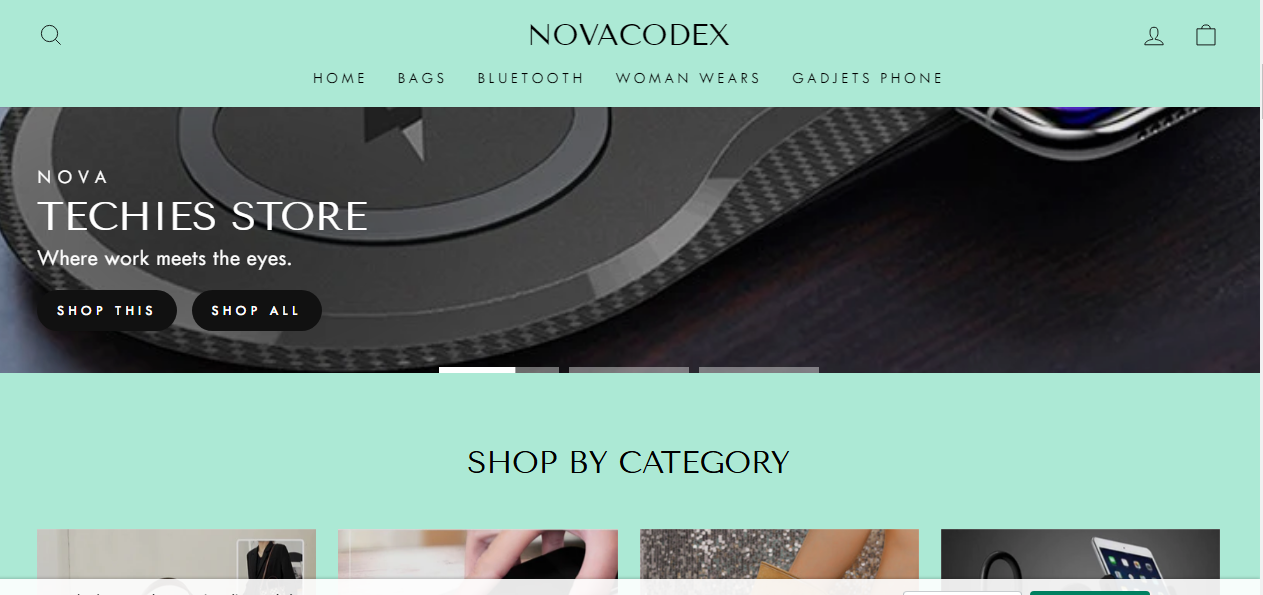 NOVACODEX
HOME BAGS BLUETOOTH WOMAN WEARS GADJETS PHONE
NOVA
TECHIES STORE
Where work meets the eyes.
SHOP THIS SHOP ALL
SHOP BY CATEGORY